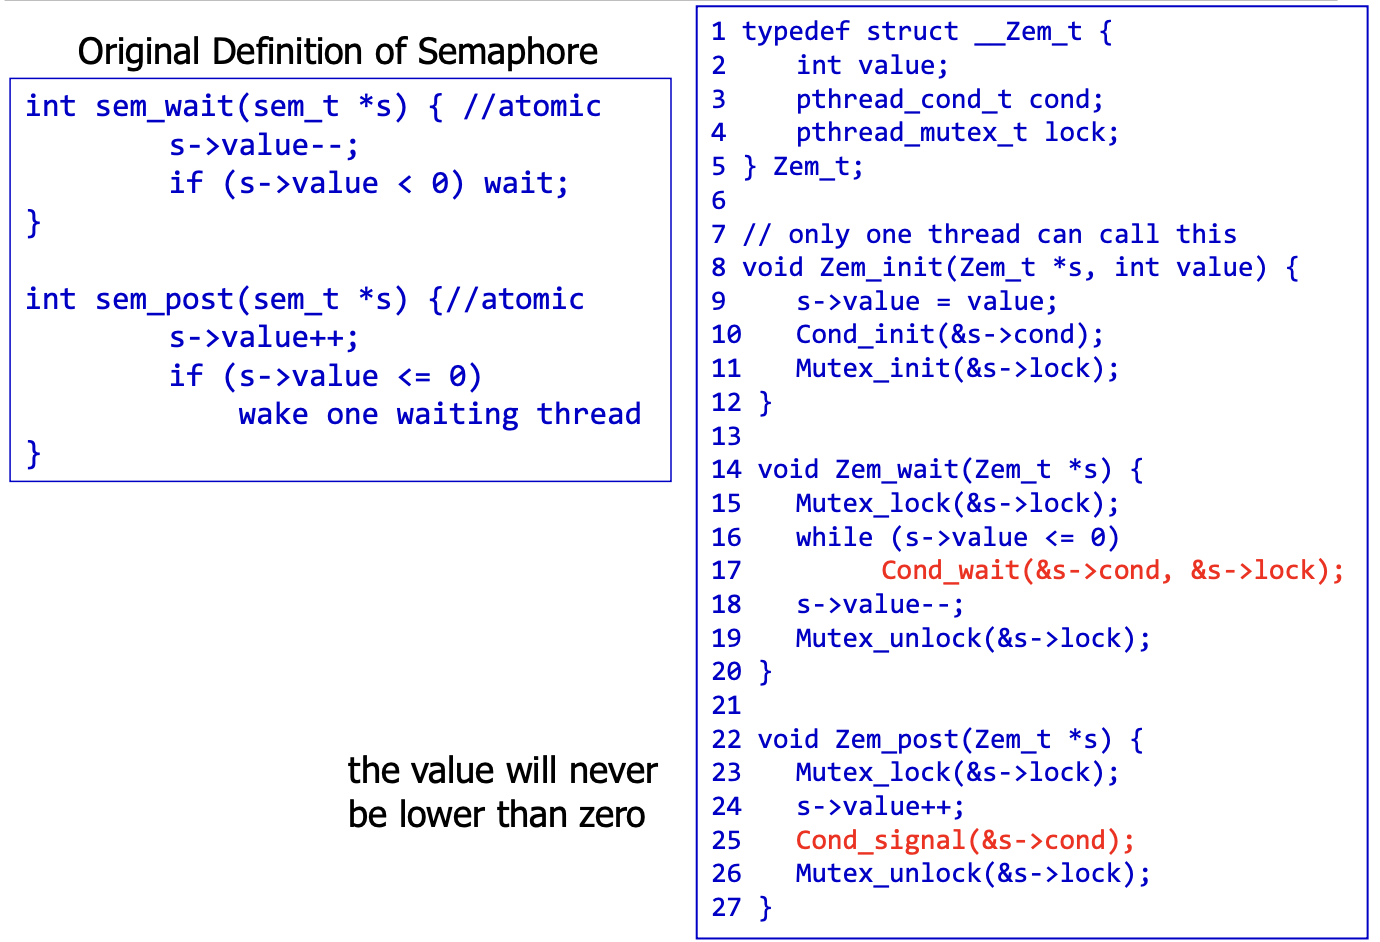 Original Definition of Semaphore
int sem_wait(sem_t *s) { //atomic
s->value--;
if (s->value < 0) wait;
}
int sem_post(sem_t *s) {//atomic
s->value++;
if (s->value <= 0)
wake one waiting thread
}
the value will never
be lower than zero
1 typedef struct __Zem_t {
2 int value;
3 pthread_cond_t cond;
4 pthread_mutex_t lock;
5 } Zem_t;
6
7 // only one thread can call this
8 void Zem_init(Zem_t *s, int value) {
9 s->value = value;
10 Cond_init(&s->cond);
11 Mutex_init(&s->lock);
12 }
13
14 void Zem_wait(Zem_t *s) {
15 Mutex_lock(&s->lock);
16 while (s->value <= 0)
17 Cond_wait(&s->cond, &s->lock);
18 s->value--;
19 Mutex_unlock(&s->lock);
20 }
21
22 void Zem_post(Zem_t *s) {
23 Mutex_lock(&s->lock);
24 s->value++;
25 Cond_signal(&s->cond);
26 Mutex_unlock(&s->lock);
27 }